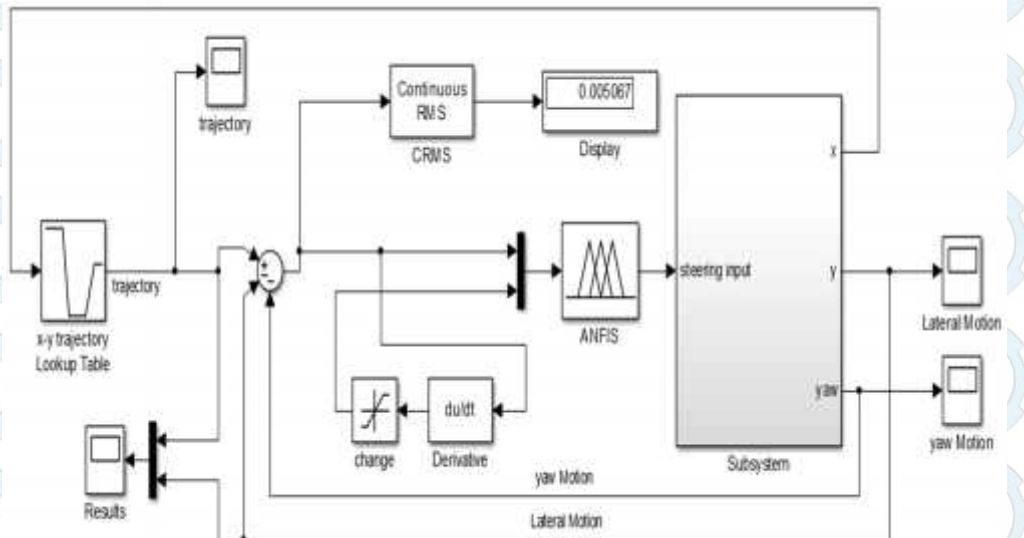 trajectory
Continuous
RMS
CRMS
0.005067
Display
x
trajectory
x-y trajectory
Lookup Table
+
-
-
ANFIS
steering input
y
Lateral Motion
yaw
yaw Motion
Subsystem
change
du/dt
Derivative
Results
yaw Motion
Lateral Motion